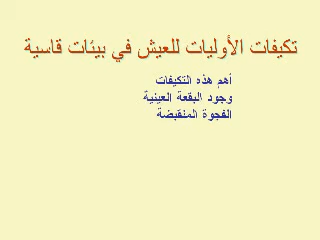 تكيفات الأوليات للعيش في بيئات قاسية
أهم هذه التكيفات
وجود البقعة العينية
الفجوة المنقبضة